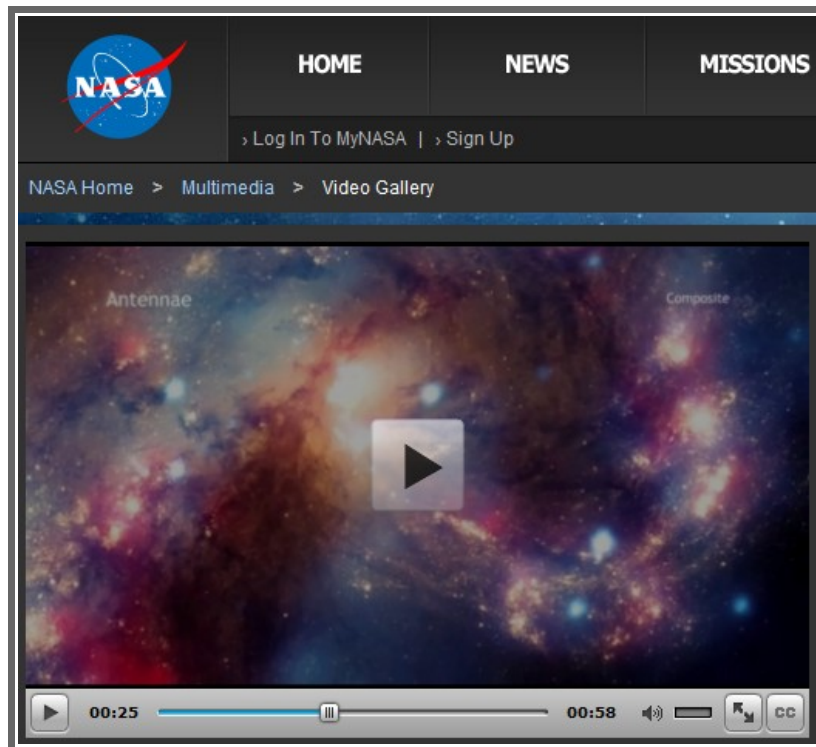 NASA
HOME NEWS MISSIONS
› Log In To MyNASA | › Sign Up
NASA Home > Multimedia > Video Gallery
Antennae Composite
00:25 00:58 CC